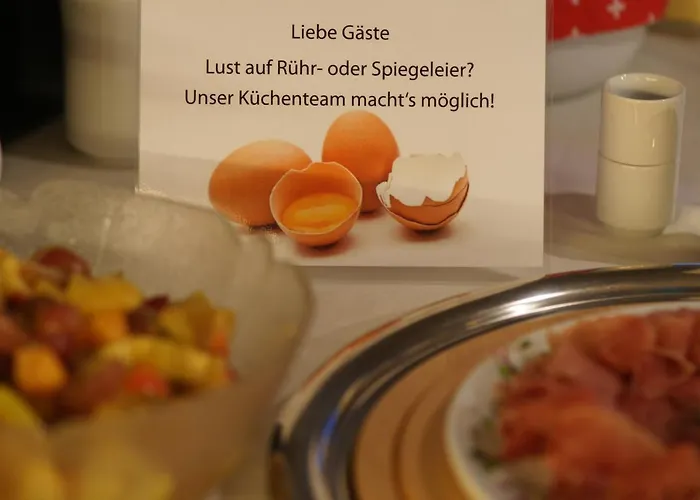 Liebe Gäste
Lust auf Rühr- oder Spiegeleier?
Unser Küchenteam macht's möglich!